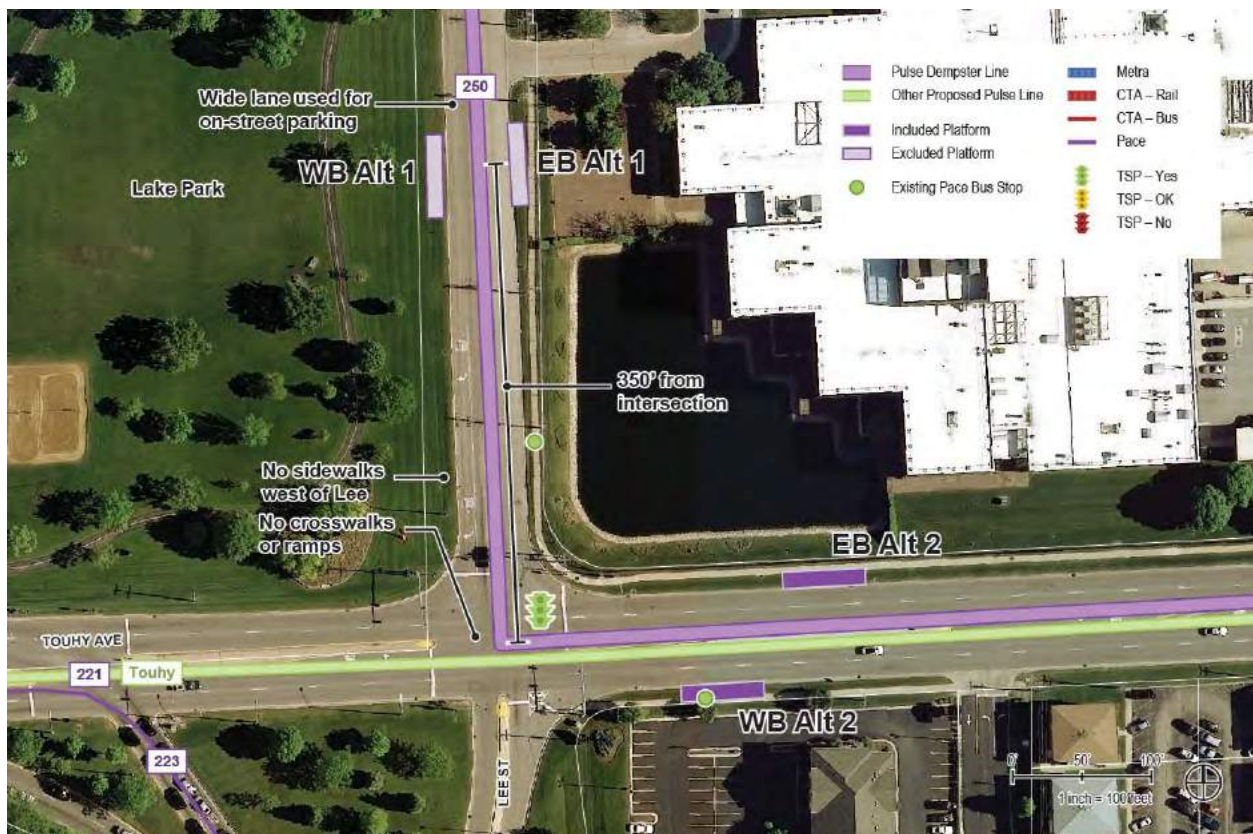 250
Wide lane used for
on-street parking
WB Alt 1
EB Alt 1
Lake Park
Pulse Dempster Line
Other Proposed Pulse Line
Included Platform
Excluded Platform
Existing Pace Bus Stop
Metra
CTA – Rail
CTA – Bus
Pace
TSP – Yes
TSP – OK
TSP – No
350' from
intersection
No sidewalks
west of Lee
No crosswalks
or ramps
EB Alt 2
TOUHY AVE
221
Touhy
WB Alt 2
223
LEE ST
0' 50' 100'
1 inch = 100 feet